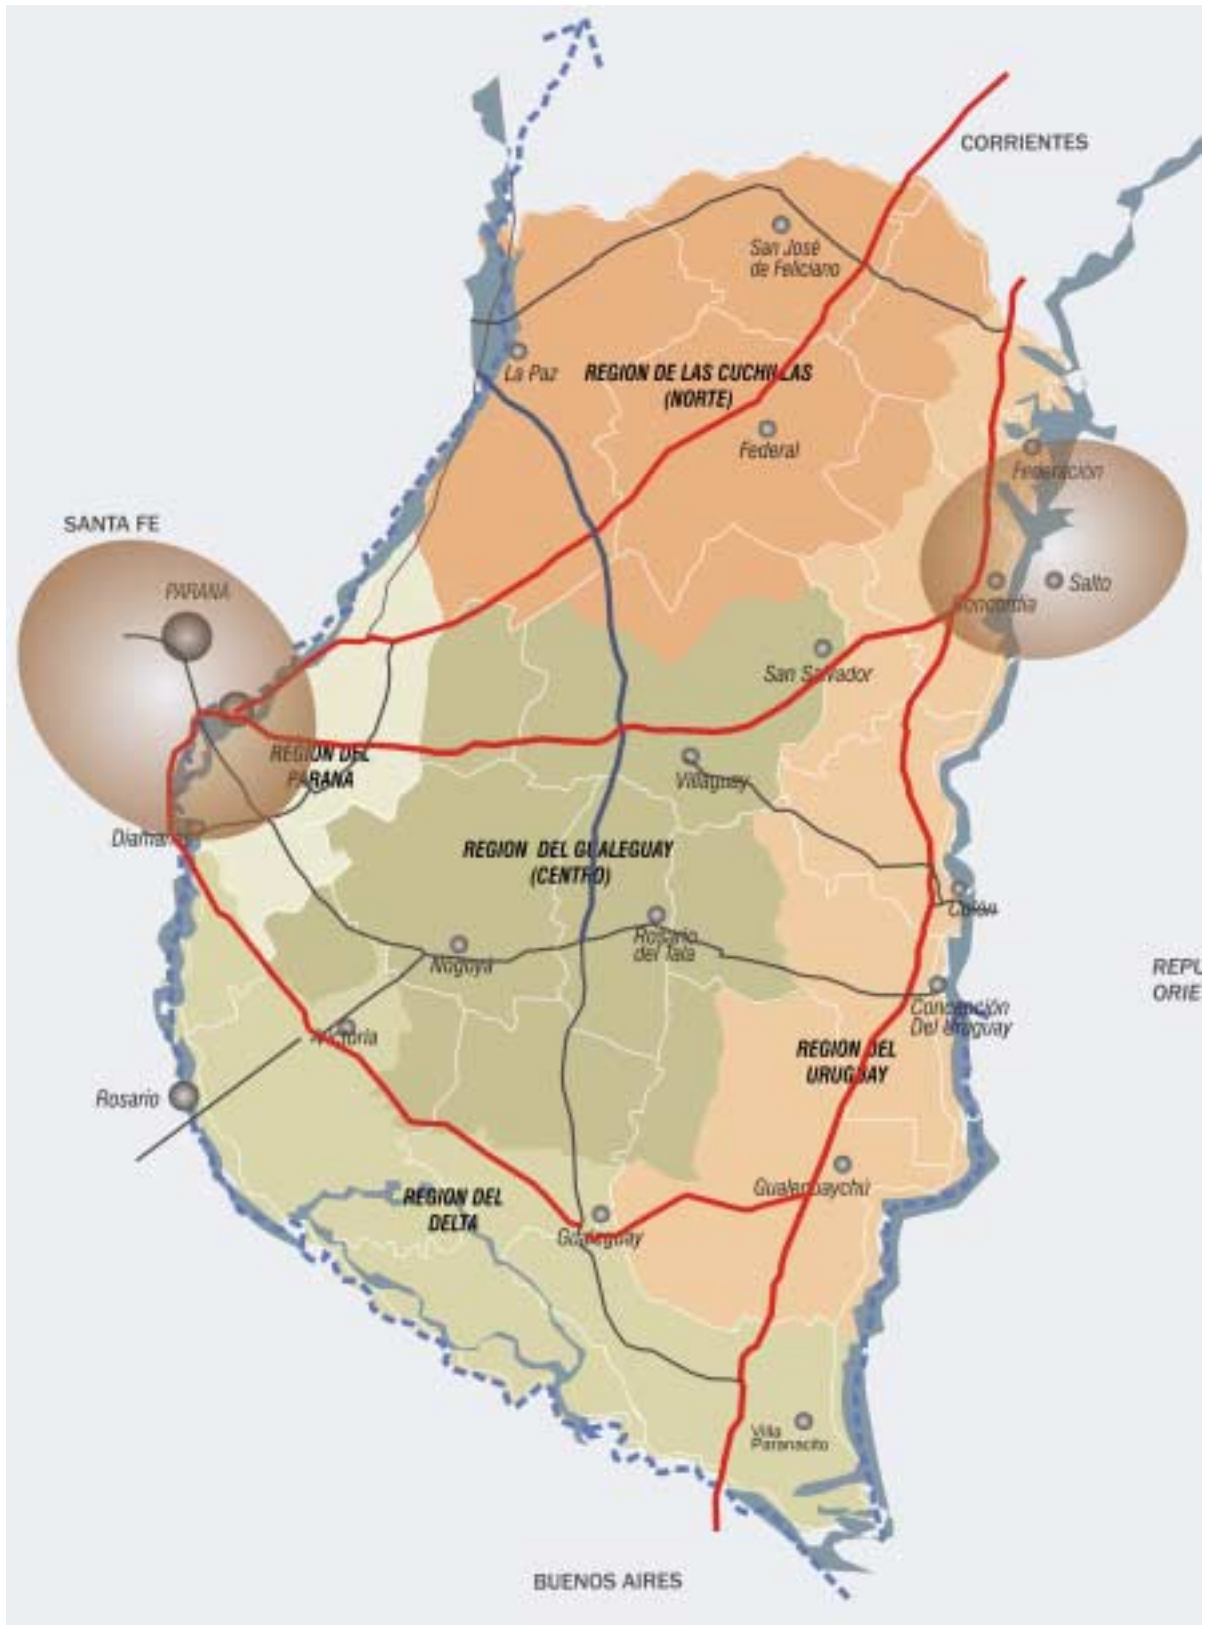 CORRIENTES
San José
de Feliciano
La Paz
REGION DE LAS CUCHILLAS
(NORTE)
Federal
Federación
SANTA FE
PARANA
Salto
Concordia
San Salvador
REGION DEL
PARANA
Villaguay
Diamante
REGION DEL GUALEGUAY
(CENTRO)
Colón
Rosario
del Tala
Nogoyá
REPU
ORIE
Concepción
Del Uruguay
Victoria
REGION DEL
URUGUAY
Rosario
Gualeguaychú
REGION DEL
DELTA
Gualeguay
Villa
Paranacito
BUENOS AIRES